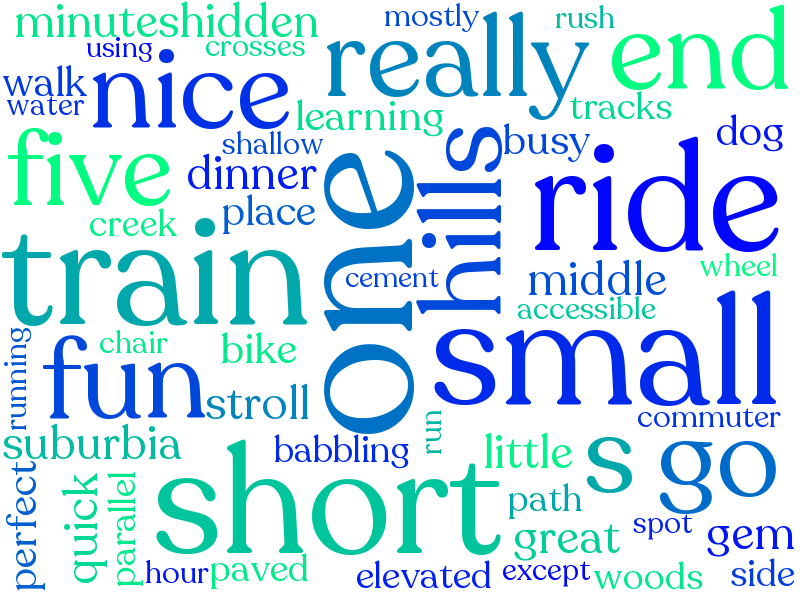 minuteshidden
mostly
rush
using
crosses
really
end
walk
nice
water
learning
tracks
shallow
busy
dog
five
dinner
creek
place
one
hills
ride
train
cement
middle
wheel
accessible
small
running
chair
bike
fun
stroll
commuter
suburbia
babbling
run
little
s
go
perfect
quick
parallel
short
path
great
spot
gem
hour
paved
elevated
except
woods
side